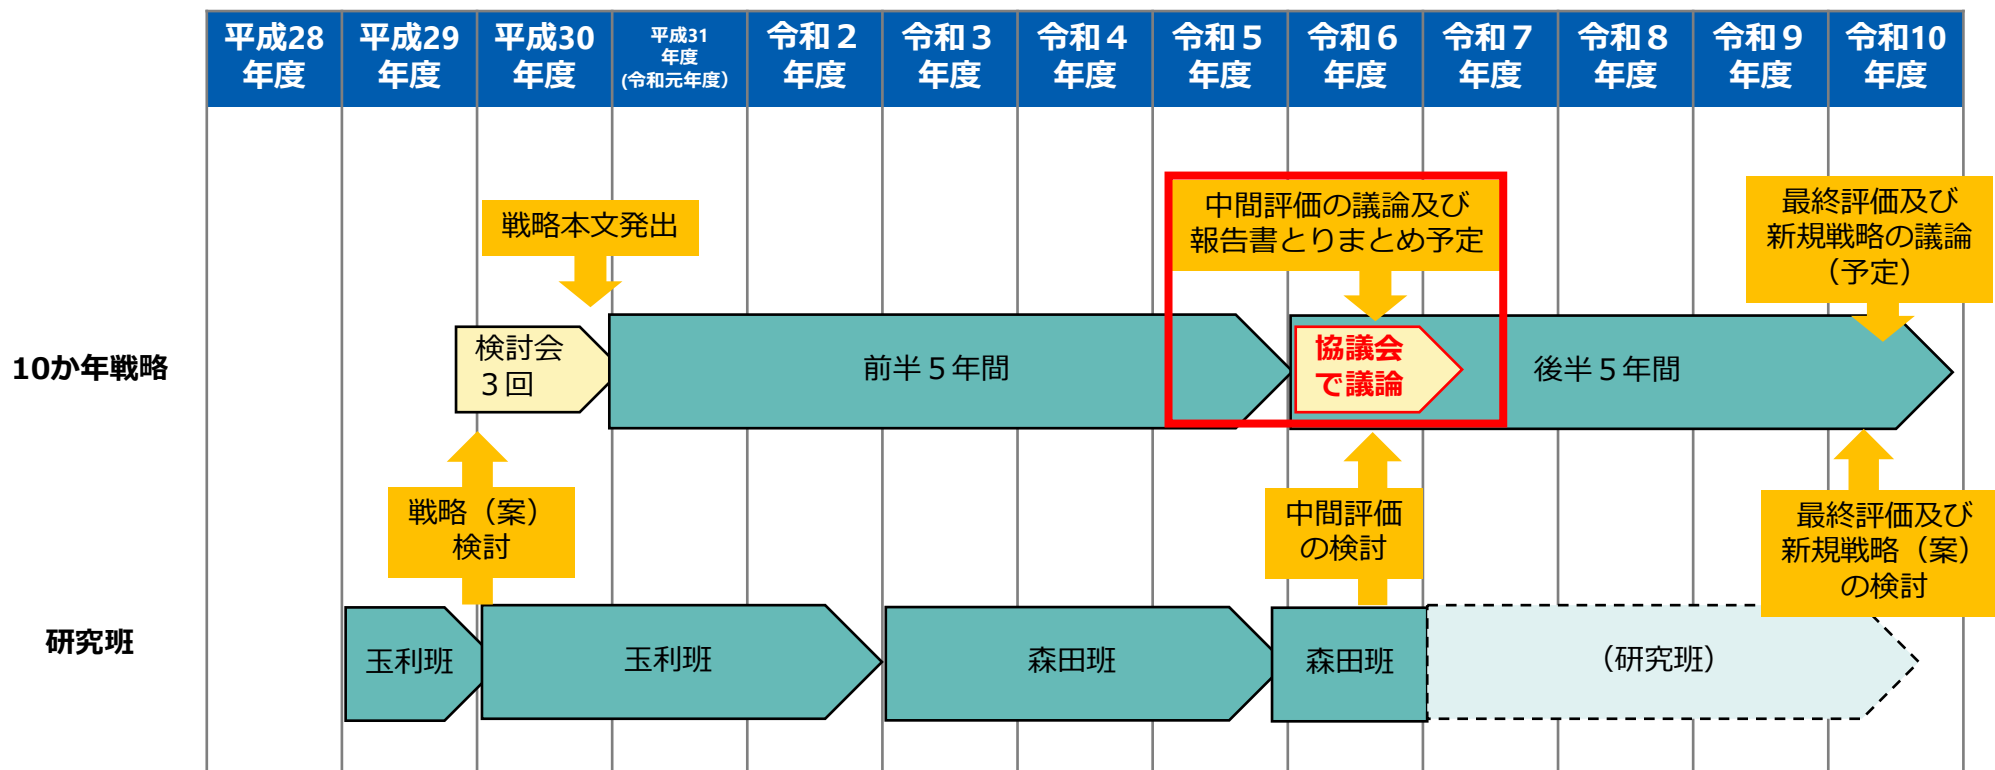 平成28
年度
平成29
年度
平成30
年度
平成31
年度
(令和元年度)
令和２
年度
令和３
年度
令和４
年度
令和５
年度
令和６
年度
令和７
年度
令和８
年度
令和９
年度
令和10
年度
戦略本文発出
中間評価の議論及び
報告書とりまとめ予定
最終評価及び
新規戦略の議論
（予定）
10か年戦略
検討会
３回
前半５年間
協議会
で議論
後半５年間
戦略（案）
検討
中間評価
の検討
最終評価及び
新規戦略（案）
の検討
研究班
玉利班
玉利班
森田班
森田班
（研究班）